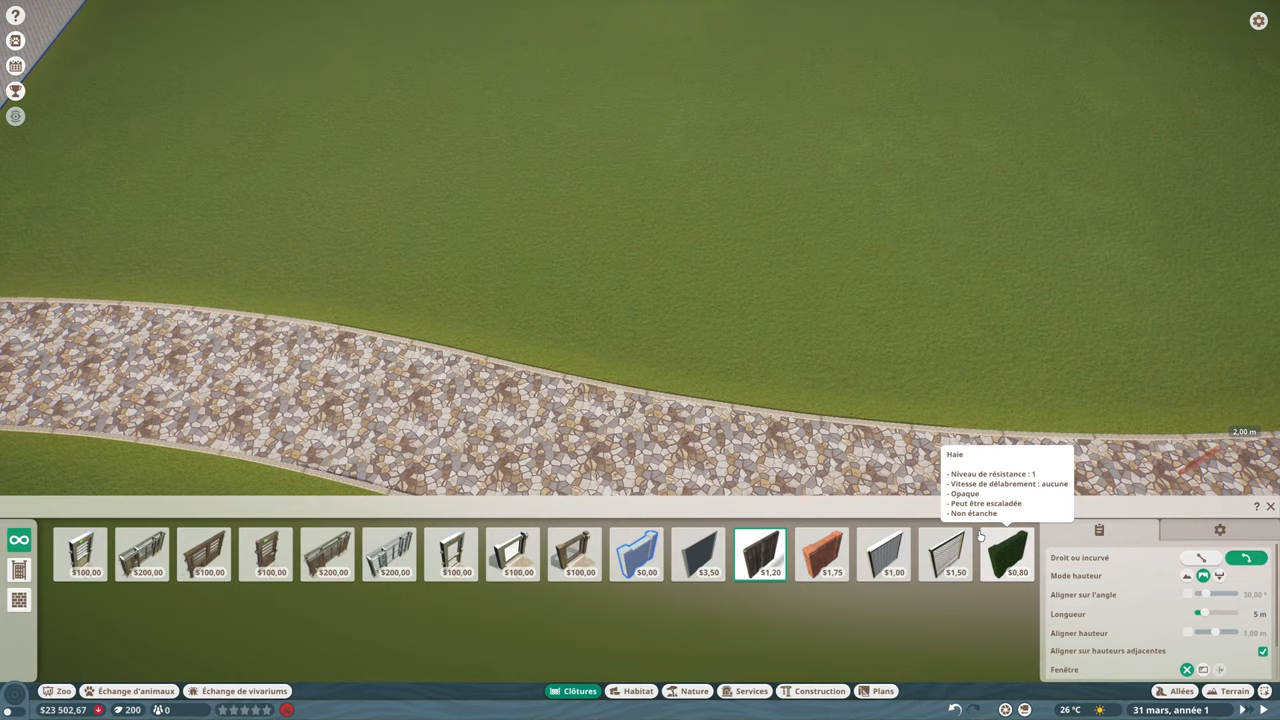 ?
2,00 m
Haie
- Niveau de résistance : 1
- Vitesse de délabrement : aucune
- Opaque
- Peut être escaladée
- Non étanche
?
$100,00
$200,00
$100,00
$100,00
$200,00
$200,00
$100,00
$100,00
$100,00
$0,00
$3,50
$1,20
$1,75
$1,00
$1,50
$0,80
Droit ou incurvé
Mode hauteur
Aligner sur l'angle
30,00 °
Longueur
5 m
Aligner hauteur
1,00 m
Aligner sur hauteurs adjacentes
Fenêtre
Zoo
Échange d'animaux
Échange de vivariums
Clôtures
Habitat
Nature
Services
Construction
Plans
Allées
Terrain
$23 502,67
200
0
26 °C
31 mars, année 1